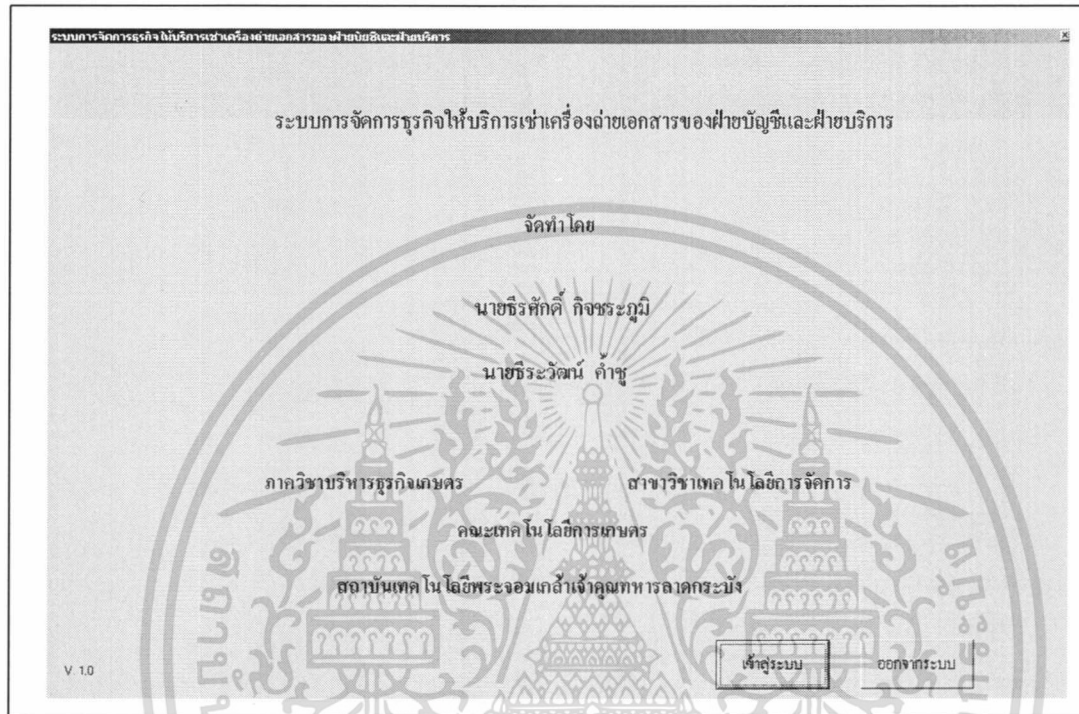 ระบบการจัดการธุรกิจให้บริการเช่าเครื่องถ่ายเอกสารของฝ่ายบัญชีและฝ่ายบริการ
ระบบการจัดการธุรกิจให้บริการเช่าเครื่องถ่ายเอกสารของฝ่ายบัญชีและฝ่ายบริการ
จัดทำโดย
นายธีรศักดิ์ กิจชระภูมิ
นายธีระวัฒน์ ค้ำชู
ภาควิชาบริหารธุรกิจเกษตร สาขาวิชาเทคโนโลยีการจัดการ
คณะเทคโนโลยีการเกษตร
สถาบันเทคโนโลยีพระจอมเกล้าเจ้าคุณทหารลาดกระบัง
V. 1.0 เข้าสู่ระบบ ออกจากระบบ